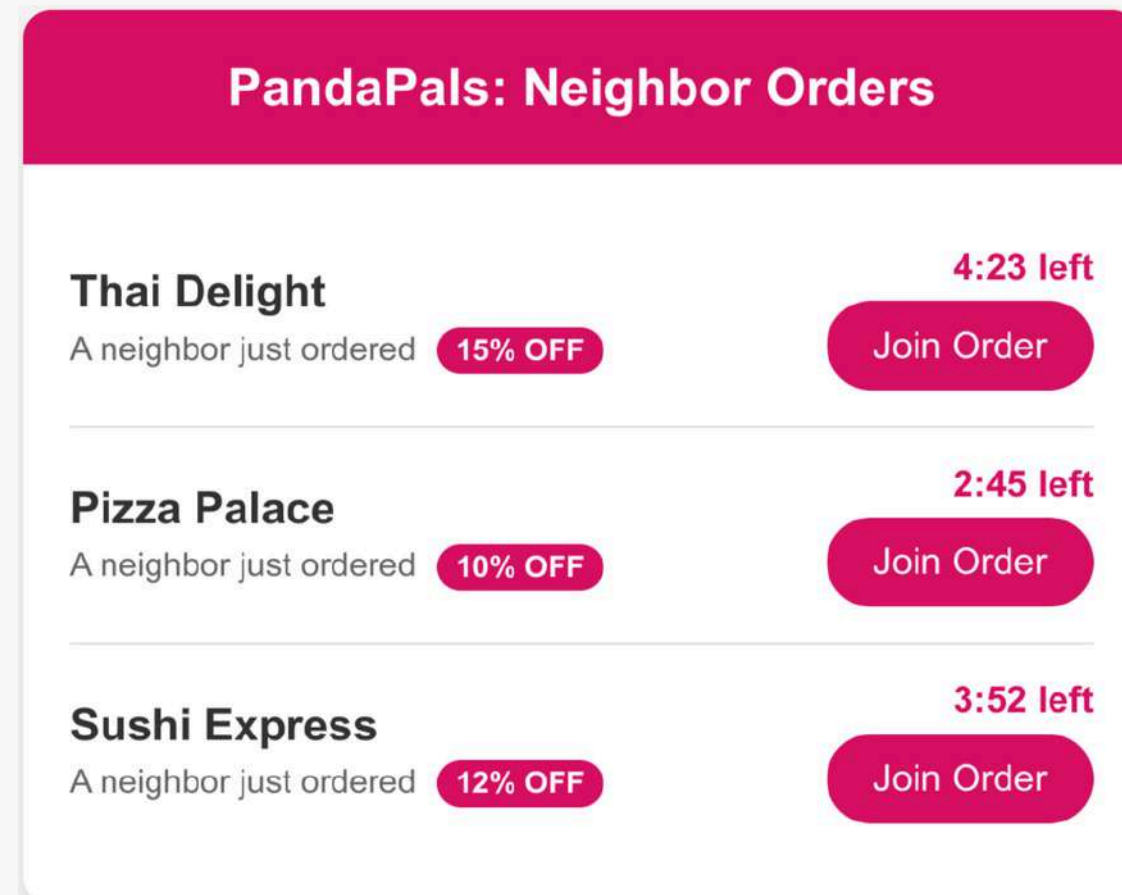 PandaPals: Neighbor Orders
Thai Delight
A neighbor just ordered 15% OFF
4:23 left
Join Order
Pizza Palace
A neighbor just ordered 10% OFF
2:45 left
Join Order
Sushi Express
A neighbor just ordered 12% OFF
3:52 left
Join Order